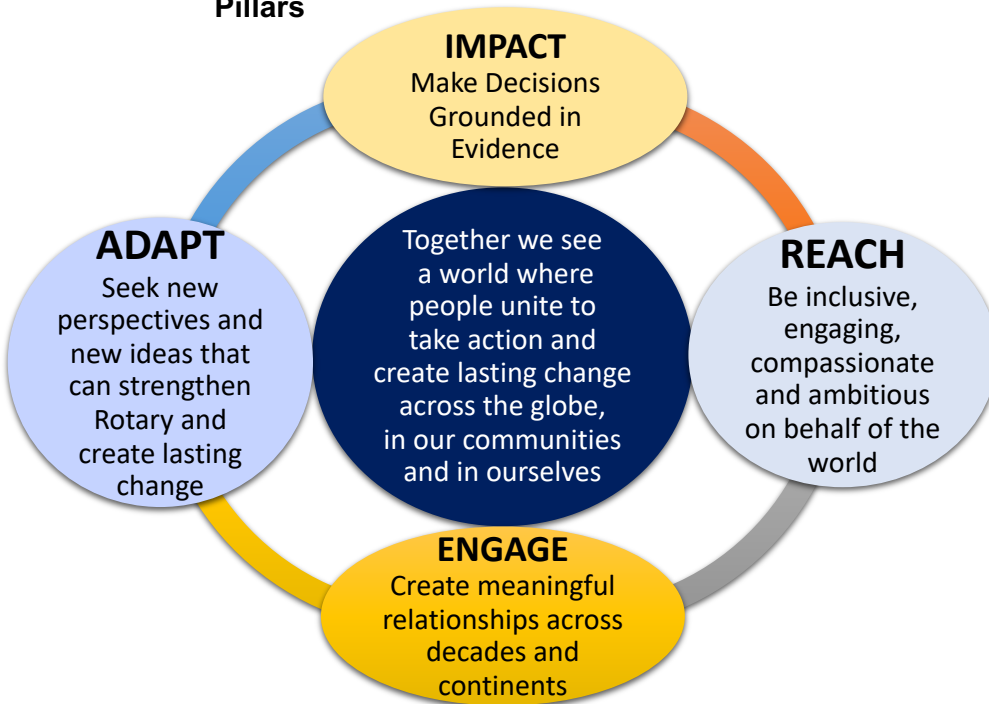 Pillars
IMPACT
Make Decisions
Grounded in
Evidence
ADAPT
Seek new
perspectives and
new ideas that
can strengthen
Rotary and
create lasting
change
Together we see
a world where
people unite to
take action and
create lasting change
across the globe,
in our communities
and in ourselves
REACH
Be inclusive,
engaging,
compassionate
and ambitious
on behalf of the
world
ENGAGE
Create meaningful
relationships across
decades and
continents